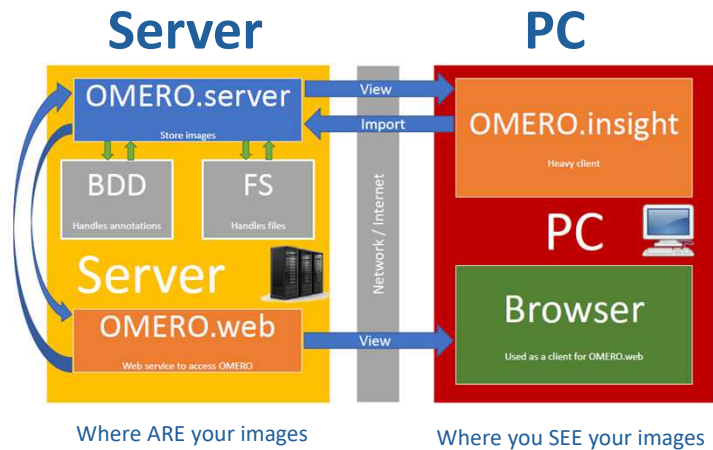 Server
PC
OMERO.server
Store images
View
Import
OMERO.insight
Heavy client
BDD
Handles annotations
FS
Handles files
Network / Internet
PC
Server
OMERO.web
Web service to access OMERO
View
Browser
Used as a client for OMERO.web
Where ARE your images
Where you SEE your images